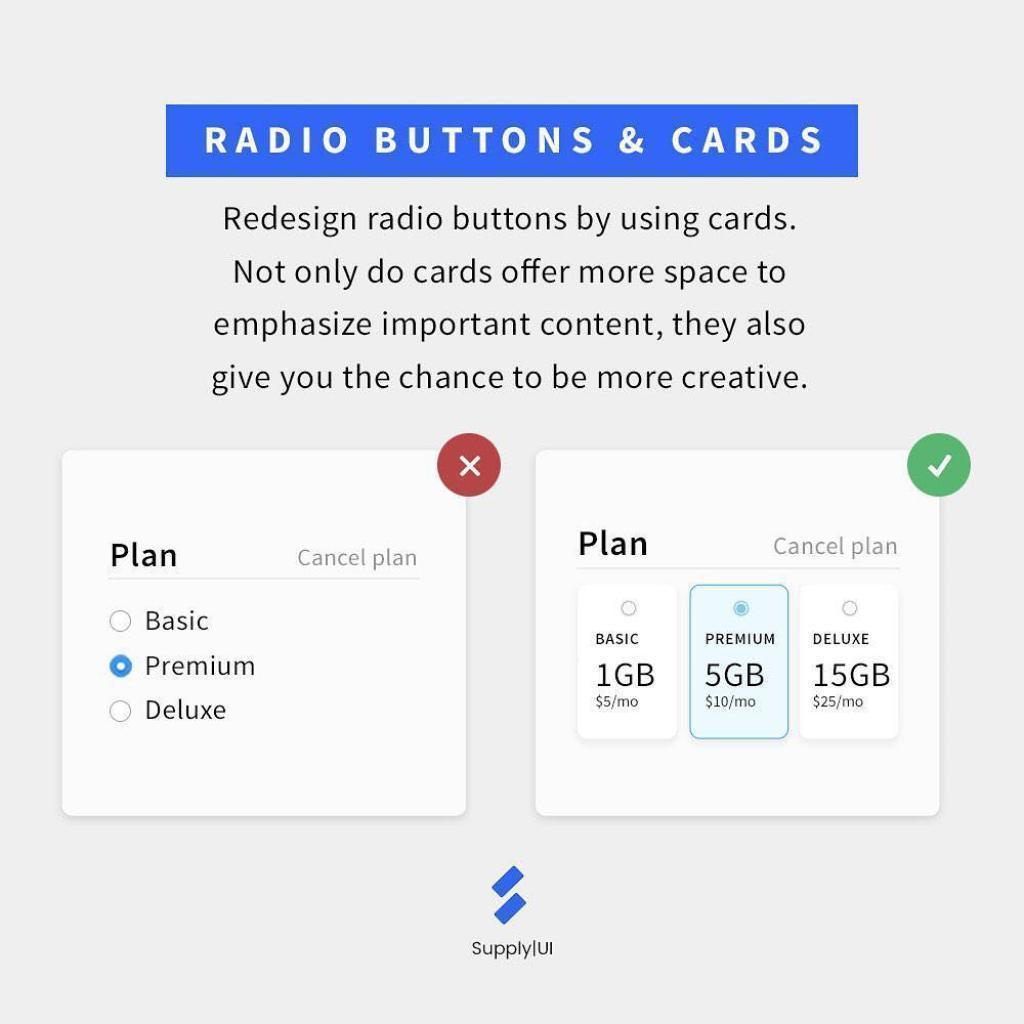 RADIO BUTTONS & CARDS
Redesign radio buttons by using cards.
Not only do cards offer more space to
emphasize important content, they also
give you the chance to be more creative.
Plan
Cancel plan
Basic
Premium
Deluxe
Plan
Cancel plan
BASIC
1GB
$5/mo
PREMIUM
5GB
$10/mo
DELUXE
15GB
$25/mo
Supply|UI